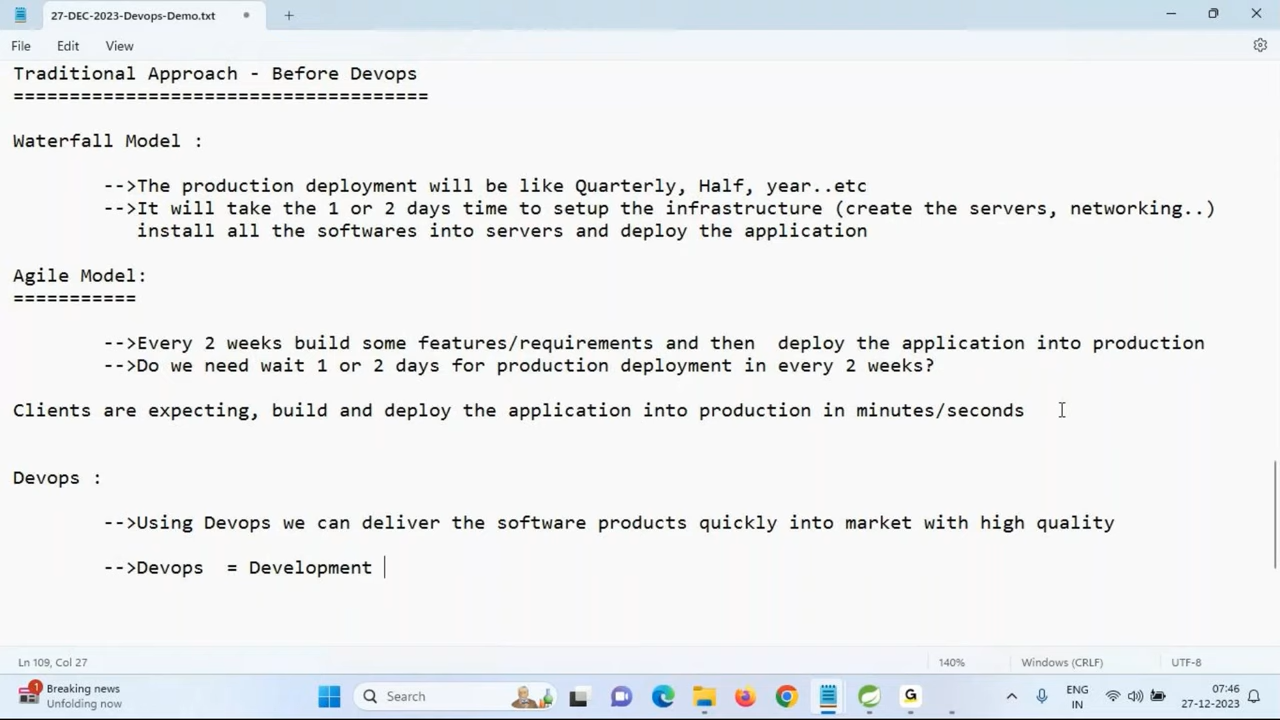 27-DEC-2023-Devops-Demo.txt
File Edit View
Traditional Approach - Before Devops
=====================================
Waterfall Model :
-->The production deployment will be like Quarterly, Half, year..etc
-->It will take the 1 or 2 days time to setup the infrastructure (create the servers, networking..)
install all the softwares into servers and deploy the application
Agile Model:
===========
-->Every 2 weeks build some features/requirements and then  deploy the application into production
-->Do we need wait 1 or 2 days for production deployment in every 2 weeks?
Clients are expecting, build and deploy the application into production in minutes/seconds
Devops :
-->Using Devops we can deliver the software products quickly into market with high quality
-->Devops  = Development
Ln 109, Col 27 140% Windows (CRLF) UTF-8
1 Breaking news
Unfolding now
Search
G
ENG
IN
07:46
27-12-2023